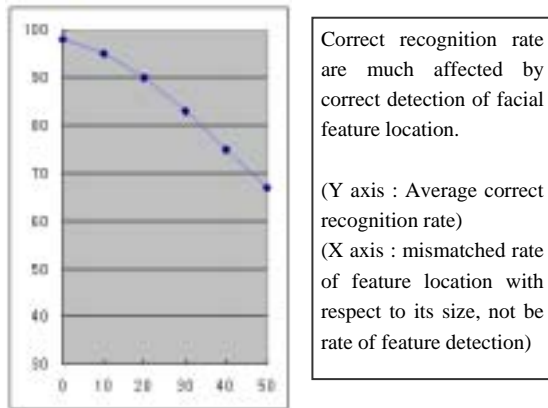 100
90
80
70
60
50
40
30
0 10 20 30 40 50
Correct recognition rate
are much affected by
correct detection of facial
feature location.
(Y axis : Average correct
recognition rate)
(X axis : mismatched rate
of feature location with
respect to its size, not be
rate of feature detection)